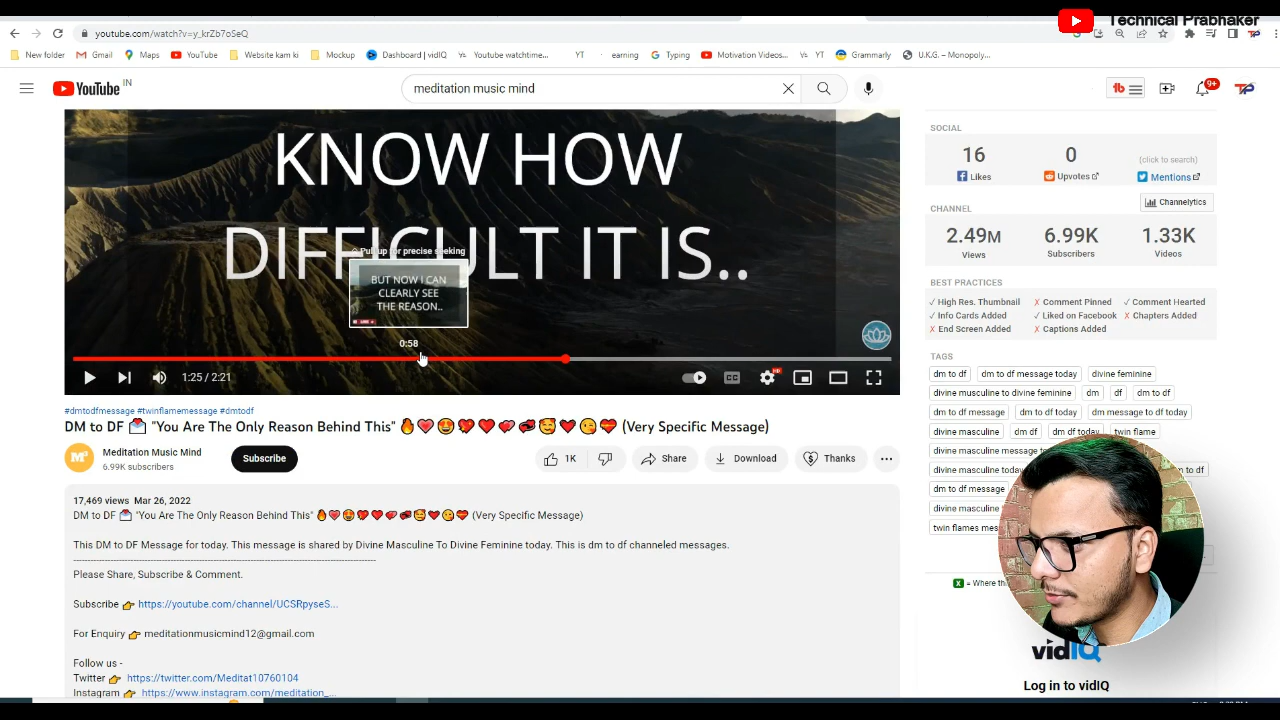 Technical Prabhaker
youtube.com/watch?v=y_krZb7oSeQ
New folder Gmail Maps YouTube Website kam ki Mockup Dashboard | vidIQ Youtube watchtime... YT earning Typing Motivation Videos... YT Grammarly U.K.G. – Monopoly...
YouTube IN
meditation music mind
9+
KNOW HOW
DIFFICULT IT IS..
Pull up for precise seeking
BUT NOW I CAN
CLEARLY SEE
THE REASON..
0:58
1:25 / 2:21
CC
HD
#dmtodfmessage #twinflamemessage #dmtodf
DM to DF 📩 "You Are The Only Reason Behind This" 🔥💗😍💖❤️💕💞🥰❤️😘💝 (Very Specific Message)
Meditation Music Mind
6.99K subscribers
Subscribe
1K
Share
Download
Thanks
17,469 views Mar 26, 2022
DM to DF 📩 "You Are The Only Reason Behind This" 🔥💗😍💖❤️💕💞🥰❤️😘💝 (Very Specific Message)
This DM to DF Message for today. This message is shared by Divine Masculine To Divine Feminine today. This is dm to df channeled messages.
Please Share, Subscribe & Comment.
Subscribe 👉 https://youtube.com/channel/UCSRpyseS...
For Enquiry 👉 meditationmusicmind12@gmail.com
Follow us -
Twitter 👉 https://twitter.com/Meditat10760104
Instagram 👉 https://www.instagram.com/meditation_...
SOCIAL
16 0 (click to search)
Likes Upvotes Mentions
CHANNEL Channelytics
2.49M 6.99K 1.33K
Views Subscribers Videos
BEST PRACTICES
✓ High Res. Thumbnail ✗ Comment Pinned ✓ Comment Hearted
✓ Info Cards Added ✓ Liked on Facebook ✗ Chapters Added
✗ End Screen Added ✗ Captions Added
TAGS
dm to df dm to df message today divine feminine
divine masculine to divine feminine dm df dm to df
dm to df message dm to df today dm message to df today
divine masculine dm df dm df today twin flame
divine masculine
divine masculine today to df
dm to df message
divine masculine
twin flames
= Where
vidIQ
Log in to vidIQ